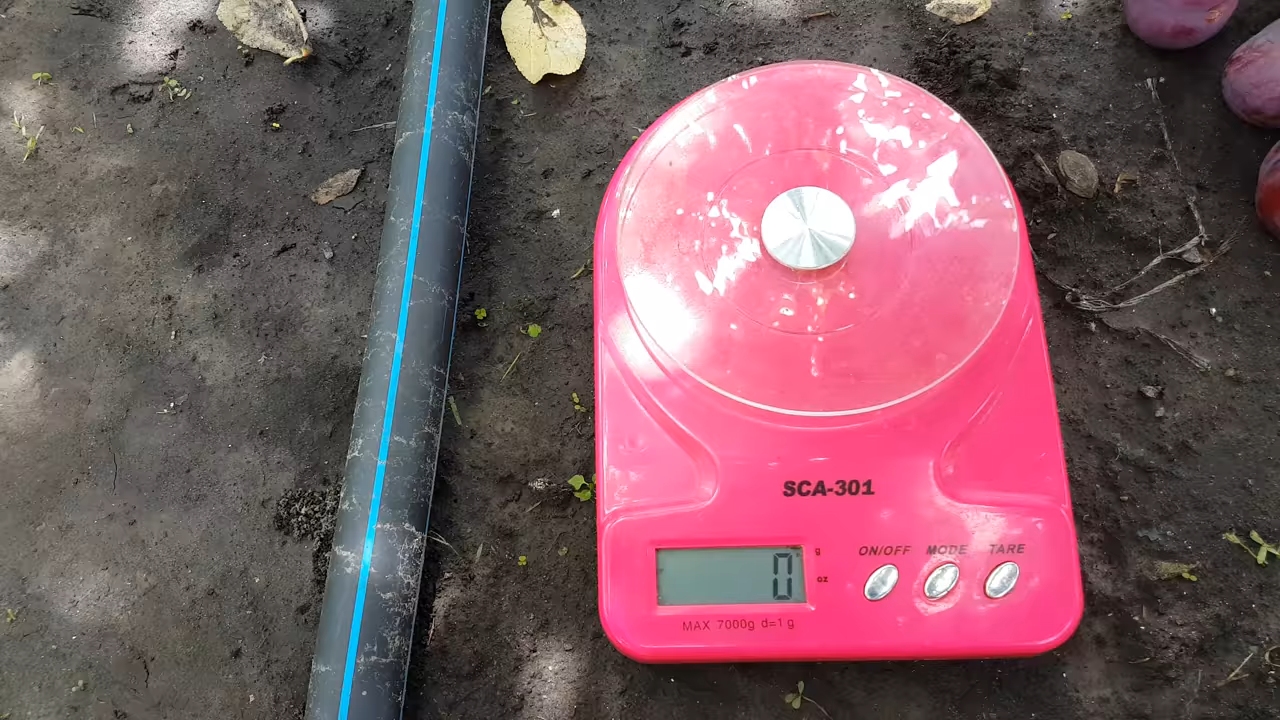 SCA-301
ON/OFF MODE TARE
0
g
oz
MAX 7000g d=1g